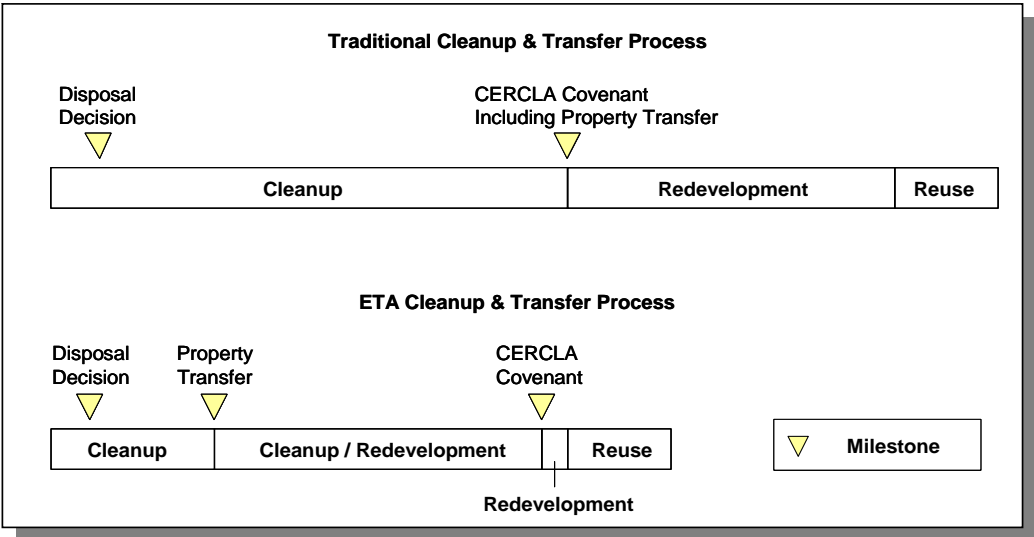 Traditional Cleanup & Transfer Process
Disposal
Decision
CERCLA Covenant
Including Property Transfer
Cleanup
Redevelopment
Reuse
ETA Cleanup & Transfer Process
Disposal
Decision
Property
Transfer
CERCLA
Covenant
Cleanup
Cleanup / Redevelopment
Reuse
Milestone
Redevelopment